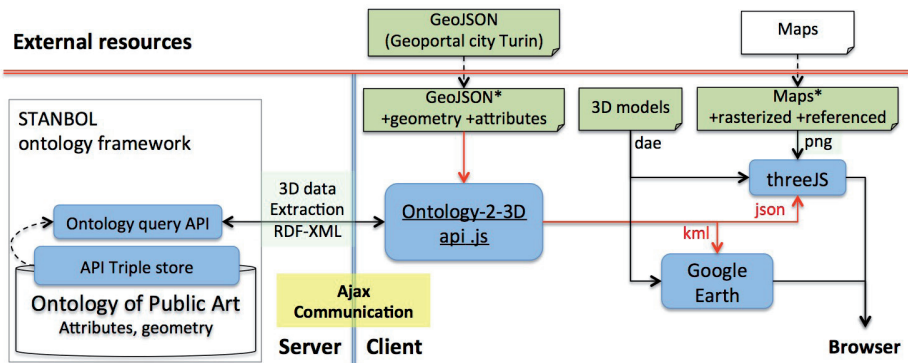 External resources
GeoJSON
(Geoportal city Turin)
Maps
STANBOL
ontology framework
GeoJSON*
+geometry +attributes
3D models
Maps*
+rasterized +referenced
dae
png
3D data
Extraction
RDF-XML
Ontology query API
Ontology-2-3D
api .js
threeJS
json
kml
API Triple store
Google
Earth
Ontology of Public Art
Attributes, geometry
Ajax
Communication
Server
Client
Browser